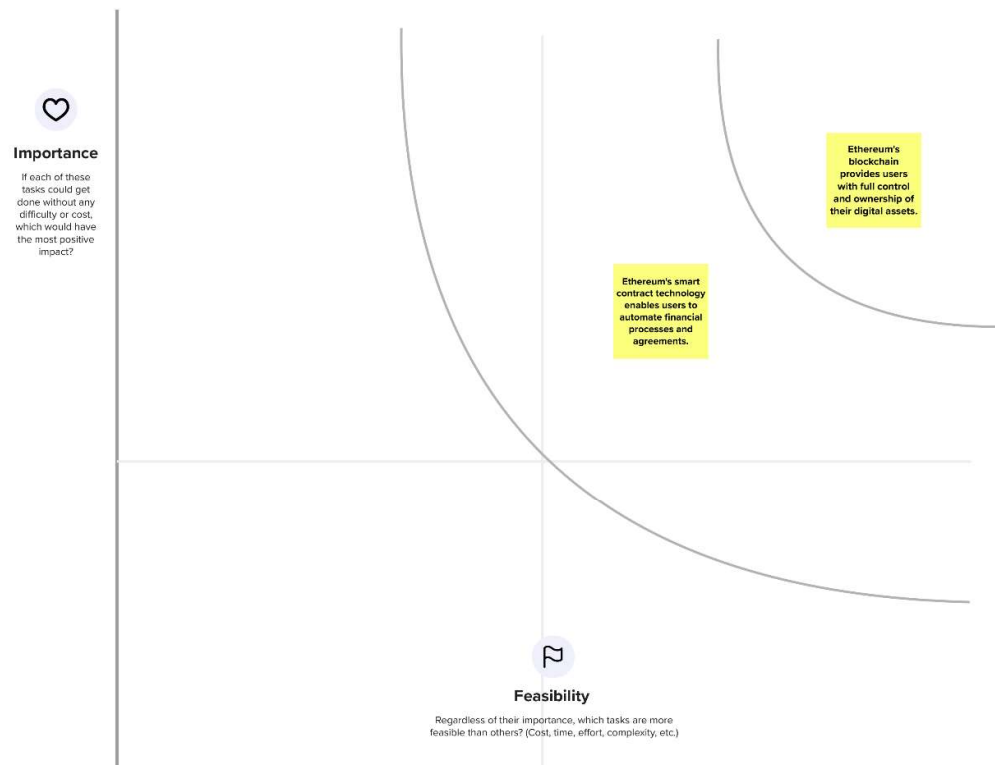 Importance
If each of these
tasks could get
done without any
difficulty or cost,
which would have
the most positive
impact?
Ethereum's
blockchain
provides users
with full control
and ownership of
their digital assets.
Ethereum's smart
contract technology
enables users to
automate financial
processes and
agreements.
Feasibility
Regardless of their importance, which tasks are more
feasible than others? (Cost, time, effort, complexity, etc.)